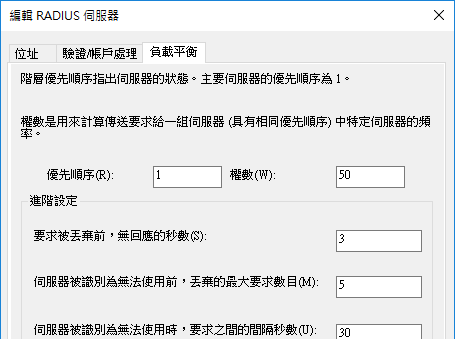 編輯 RADIUS 伺服器
位址 驗證/帳戶處理 負載平衡
階層優先順序指出伺服器的狀態。主要伺服器的優先順序為 1。
權數是用來計算傳送要求給一組伺服器 (具有相同優先順序) 中特定伺服器的頻
率。
優先順序(R): 1 權數(W): 50
進階設定
要求被丟棄前，無回應的秒數(S): 3
伺服器被識別為無法使用前，丟棄的最大要求數目(M): 5
伺服器被識別為無法使用時，要求之間的間隔秒數(U): 30